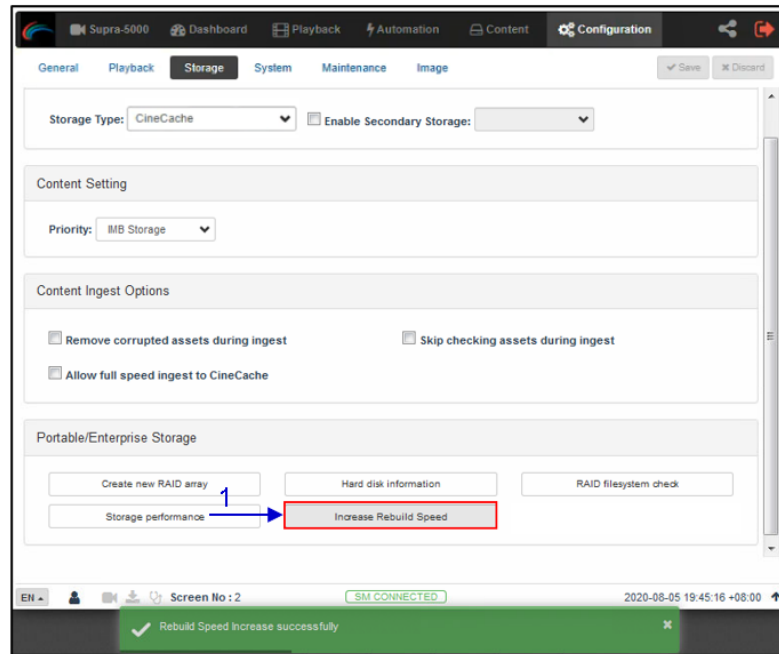 Supra-5000 Dashboard Playback Automation Content Configuration
General Playback Storage System Maintenance Image Save Discard
Storage Type: CineCache Enable Secondary Storage:
Content Setting
Priority: IMB Storage
Content Ingest Options
Remove corrupted assets during ingest Skip checking assets during ingest
Allow full speed ingest to CineCache
Portable/Enterprise Storage
Create new RAID array Hard disk information RAID filesystem check
1
Storage performance Increase Rebuild Speed
EN Screen No : 2 SM CONNECTED 2020-08-05 19:45:16 +08:00
Rebuild Speed Increase successfully